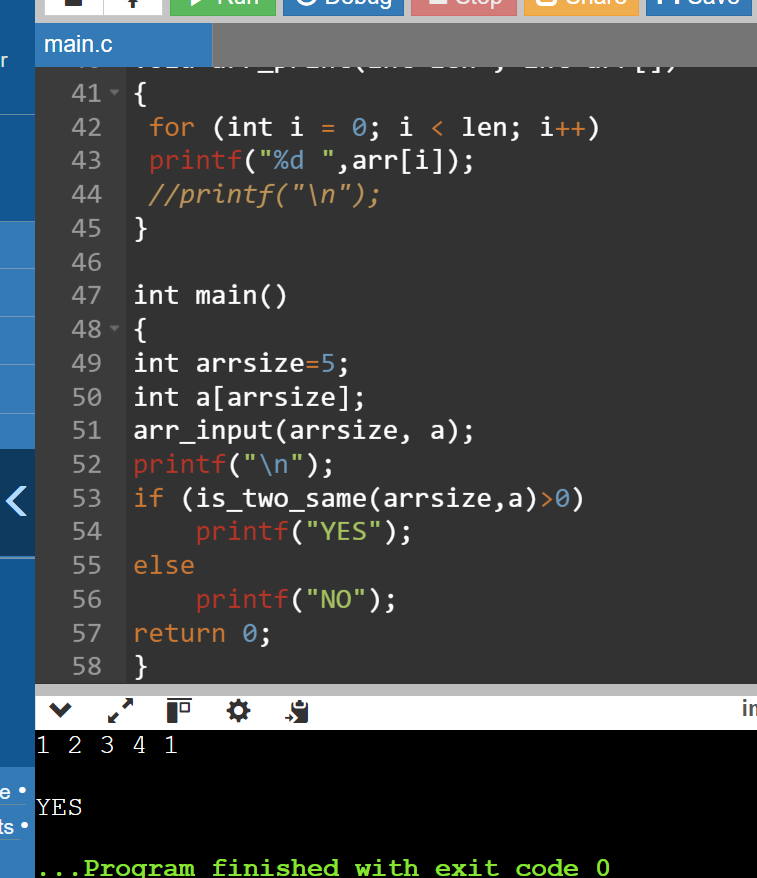 Run
Debug
Stop
Share
Save
main.c
r
41 {
42  for (int i = 0; i < len; i++)
43  printf("%d ",arr[i]);
44  //printf("\n");
45 }
46
47 int main()
48 {
49 int arrsize=5;
50 int a[arrsize];
51 arr_input(arrsize, a);
52 printf("\n");
53 if (is_two_same(arrsize,a)>0)
54     printf("YES");
55 else
56     printf("NO");
57 return 0;
58 }
in
1 2 3 4 1
e •
YES
ts •
...Program finished with exit code 0